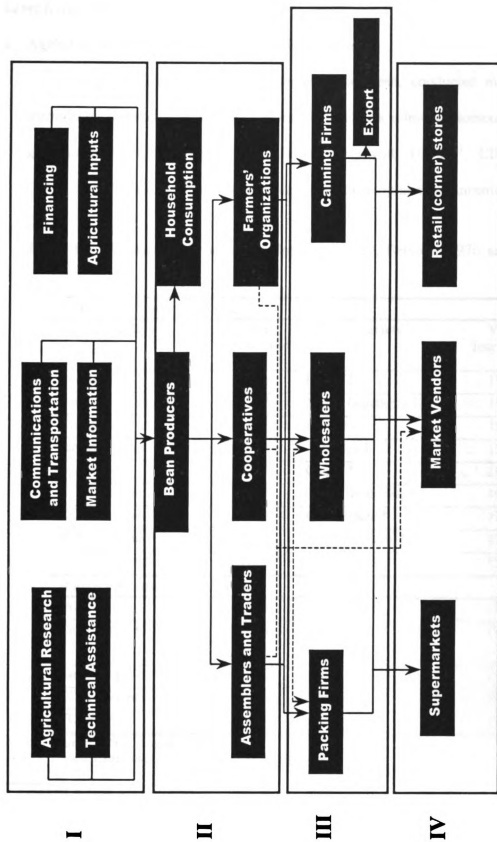 I
Agricultural Research
Technical Assistance
Communications
and Transportation
Market Information
Financing
Agricultural Inputs
II
Bean Producers
Household
Consumption
Assemblers and Traders
Cooperatives
Farmers'
Organizations
III
Packing Firms
Wholesalers
Canning Firms
Export
IV
Supermarkets
Market Vendors
Retail (corner) stores